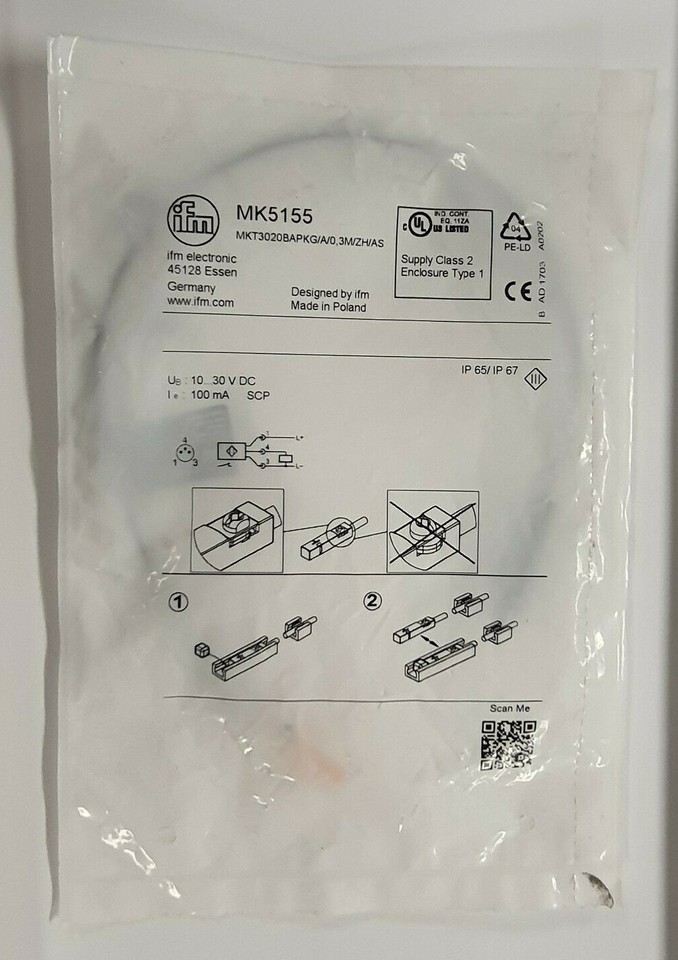 ifm
MK5155
MKT3020BAPKG/A/0,3M/ZH/AS
ifm electronic
45128 Essen
Germany
www.ifm.com
Designed by ifm
Made in Poland
IND. CONT.
EQ. 11ZA
c UL US LISTED
Supply Class 2
Enclosure Type 1
04
PE-LD
CE
B AD 1703 A0202
IP 65/ IP 67
III
UB : 10...30 V DC
I e : 100 mA SCP
4
1 3
1 L+
4
3 L-
1
2
Scan Me